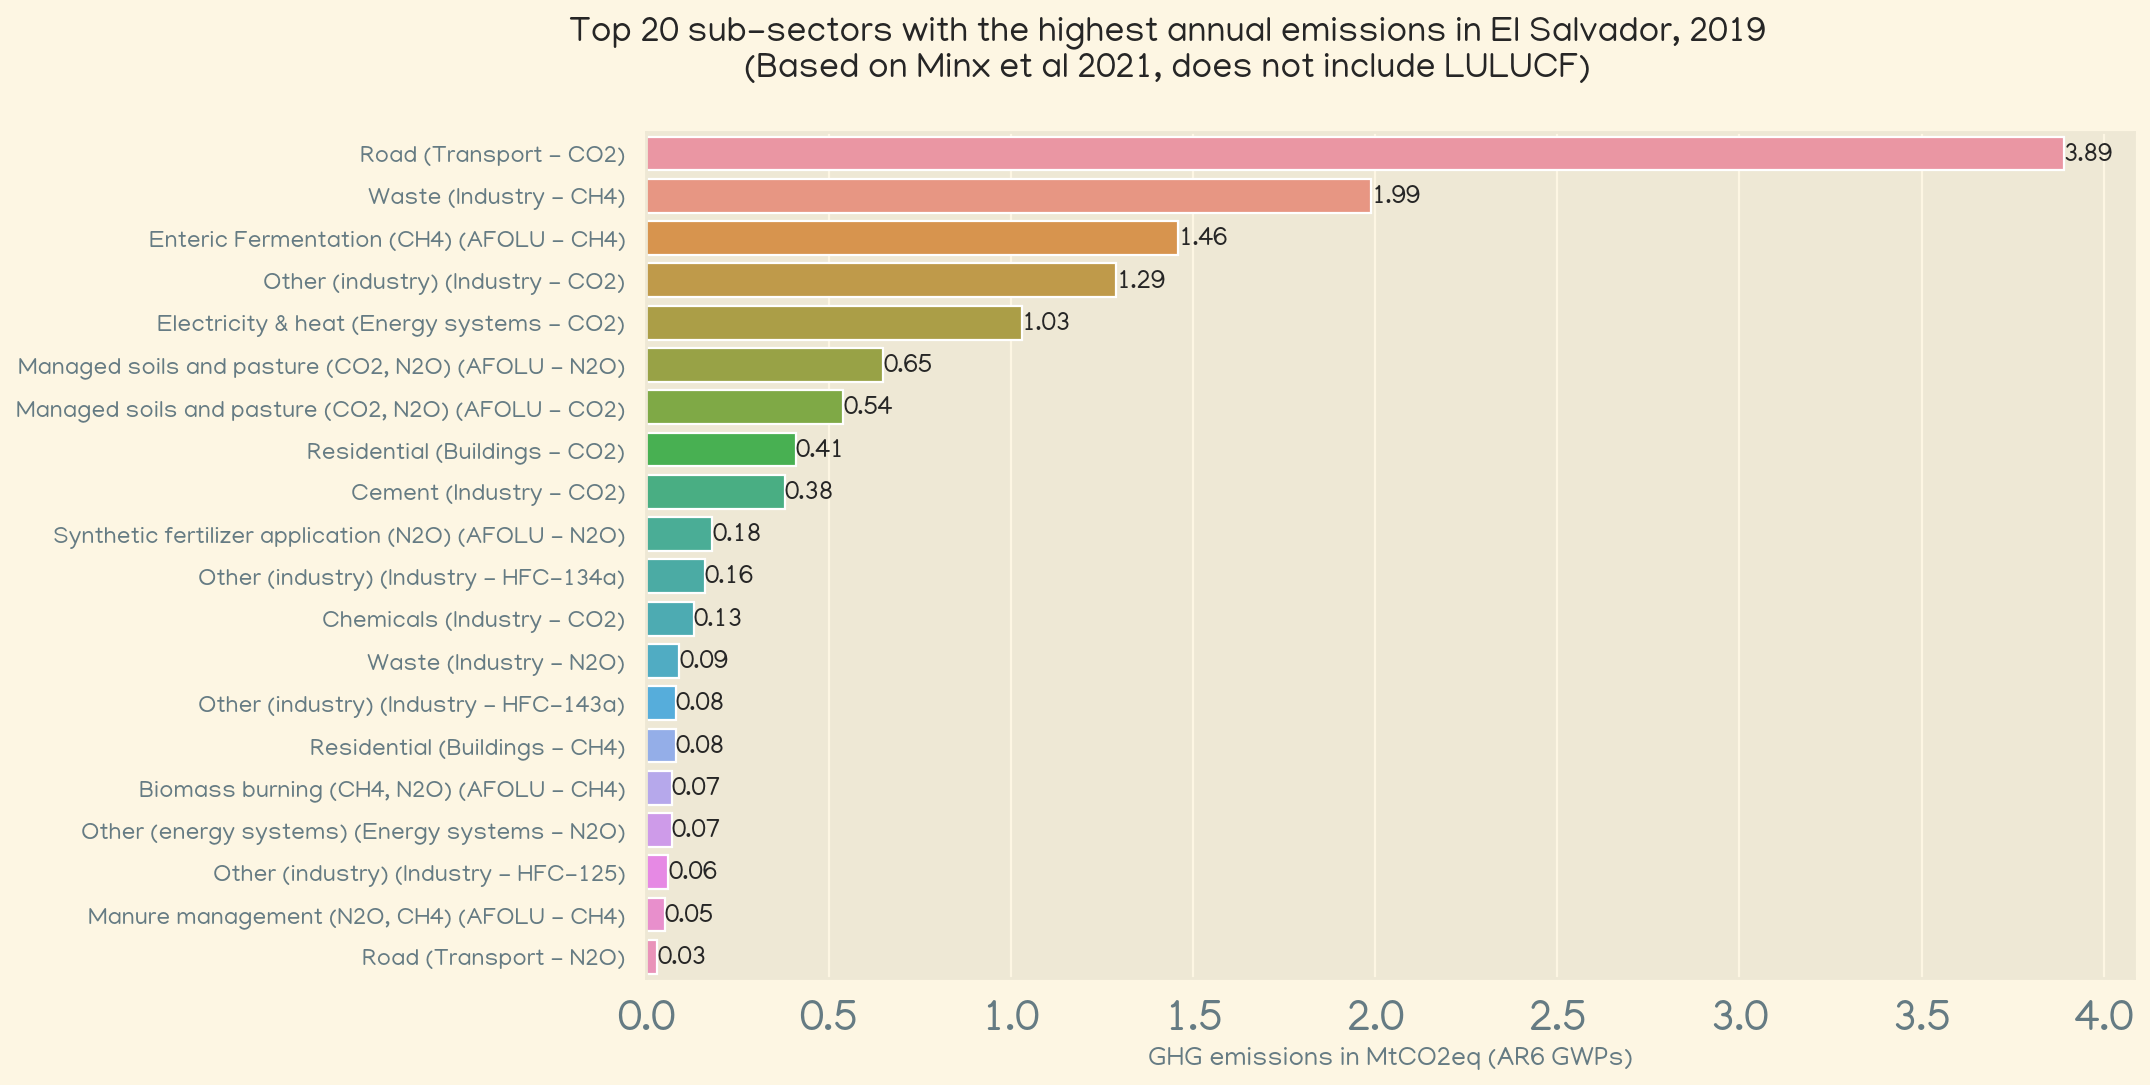 Top 20 sub-sectors with the highest annual emissions in El Salvador, 2019
(Based on Minx et al 2021, does not include LULUCF)
Road (Transport - CO2) 3.89
Waste (Industry - CH4) 1.99
Enteric Fermentation (CH4) (AFOLU - CH4) 1.46
Other (industry) (Industry - CO2) 1.29
Electricity & heat (Energy systems - CO2) 1.03
Managed soils and pasture (CO2, N2O) (AFOLU - N2O) 0.65
Managed soils and pasture (CO2, N2O) (AFOLU - CO2) 0.54
Residential (Buildings - CO2) 0.41
Cement (Industry - CO2) 0.38
Synthetic fertilizer application (N2O) (AFOLU - N2O) 0.18
Other (industry) (Industry - HFC-134a) 0.16
Chemicals (Industry - CO2) 0.13
Waste (Industry - N2O) 0.09
Other (industry) (Industry - HFC-143a) 0.08
Residential (Buildings - CH4) 0.08
Biomass burning (CH4, N2O) (AFOLU - CH4) 0.07
Other (energy systems) (Energy systems - N2O) 0.07
Other (industry) (Industry - HFC-125) 0.06
Manure management (N2O, CH4) (AFOLU - CH4) 0.05
Road (Transport - N2O) 0.03
0.0 0.5 1.0 1.5 2.0 2.5 3.0 3.5 4.0
GHG emissions in MtCO2eq (AR6 GWPs)